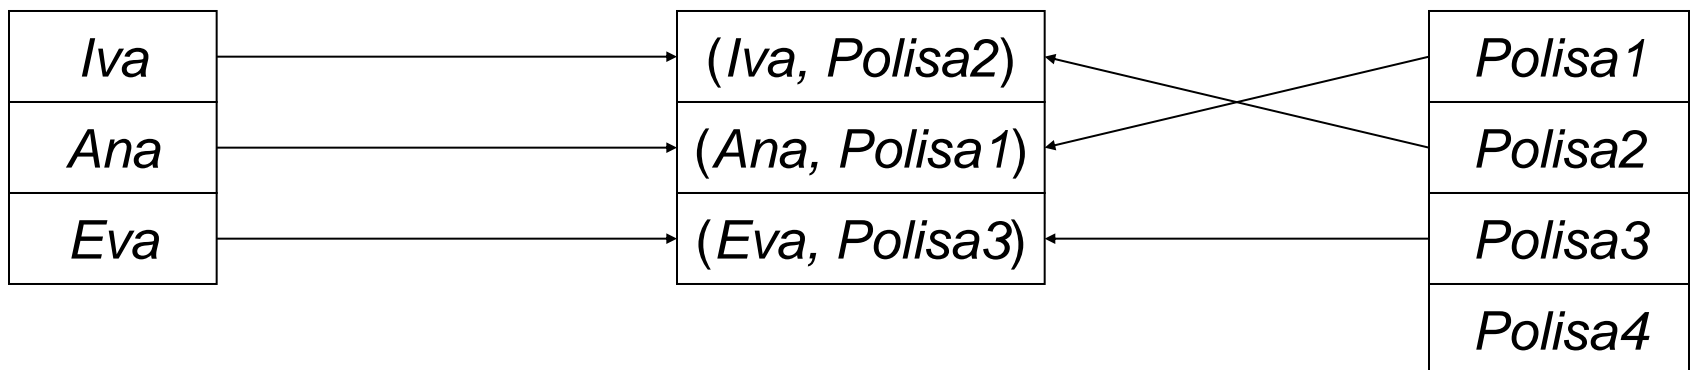 Iva (Iva, Polisa2) Polisa1
Ana (Ana, Polisa1) Polisa2
Eva (Eva, Polisa3) Polisa3
Polisa4